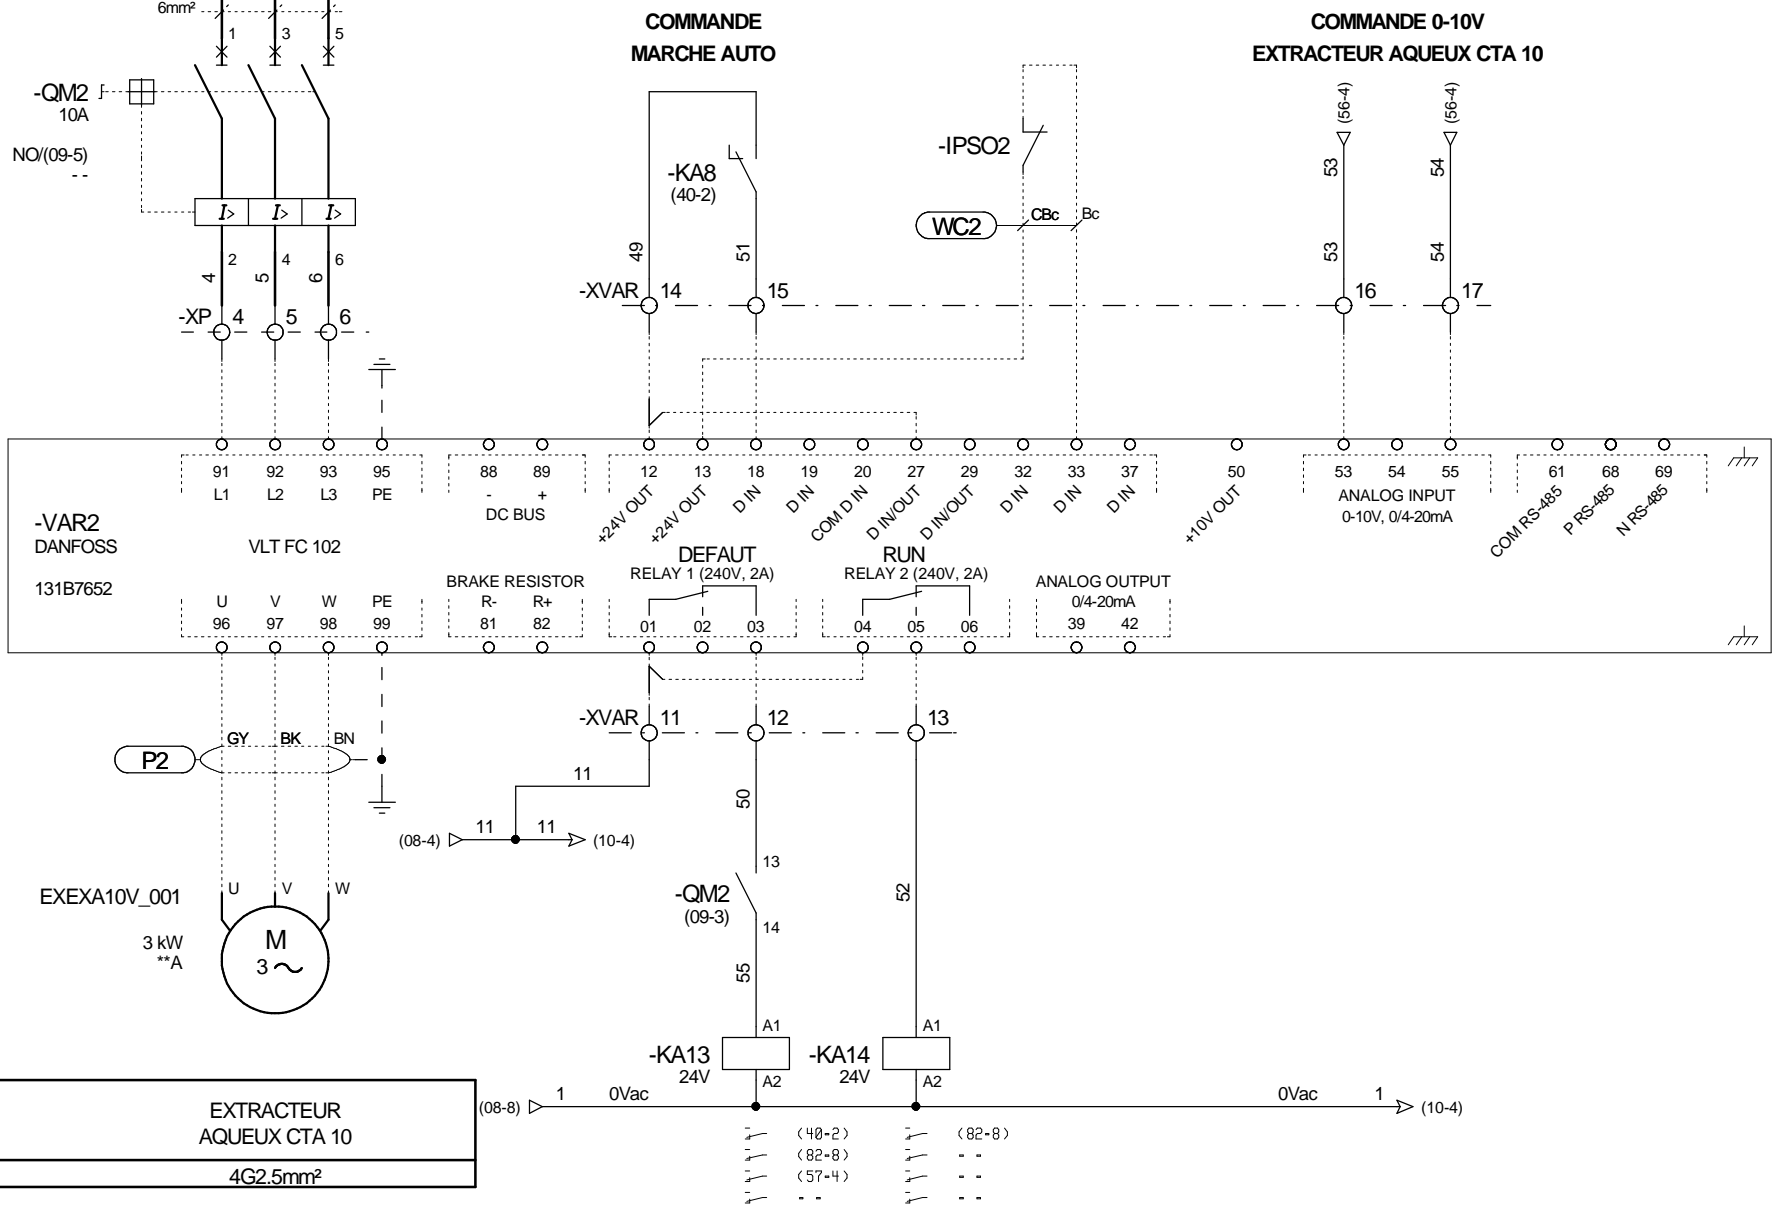 6mm²
1 3 5
-QM2
10A
NO/(09-5)
- -
I> I> I>
2 4 6
4 5 6
-XP 4 5 6
COMMANDE
MARCHE AUTO
-KA8
(40-2)
49 51
-XVAR 14 15 16 17
-IPSO2
WC2 CBc Bc
COMMANDE 0-10V
EXTRACTEUR AQUEUX CTA 10
(56-4) (56-4)
53 54
53 54
91 92 93 95 88 89 12 13 18 19 20 27 29 32 33 37 50 53 54 55 61 68 69
L1 L2 L3 PE - +
DC BUS
+24V OUT +24V OUT D IN D IN COM D IN D IN/OUT D IN/OUT D IN D IN D IN +10V OUT
ANALOG INPUT
0-10V, 0/4-20mA
COM RS-485 P RS-485 N RS-485
-VAR2
DANFOSS
VLT FC 102
131B7652
DEFAUT
RELAY 1 (240V, 2A)
RUN
RELAY 2 (240V, 2A)
BRAKE RESISTOR
R- R+
81 82
ANALOG OUTPUT
0/4-20mA
39 42
U V W PE
96 97 98 99
01 02 03 04 05 06
-XVAR 11 12 13
P2 GY BK BN
11
(08-4) 11 11 (10-4)
50
52
13
-QM2
(09-3)
14
55
EXEXA10V_001
U V W
3 kW
**A
M
3
A1 A1
-KA13
24V
-KA14
24V
A2 A2
(08-8) 1 0Vac 0Vac 1 (10-4)
EXTRACTEUR
AQUEUX CTA 10
4G2.5mm²
(40-2) (82-8)
(82-8) - -
(57-4) - -
- - - -